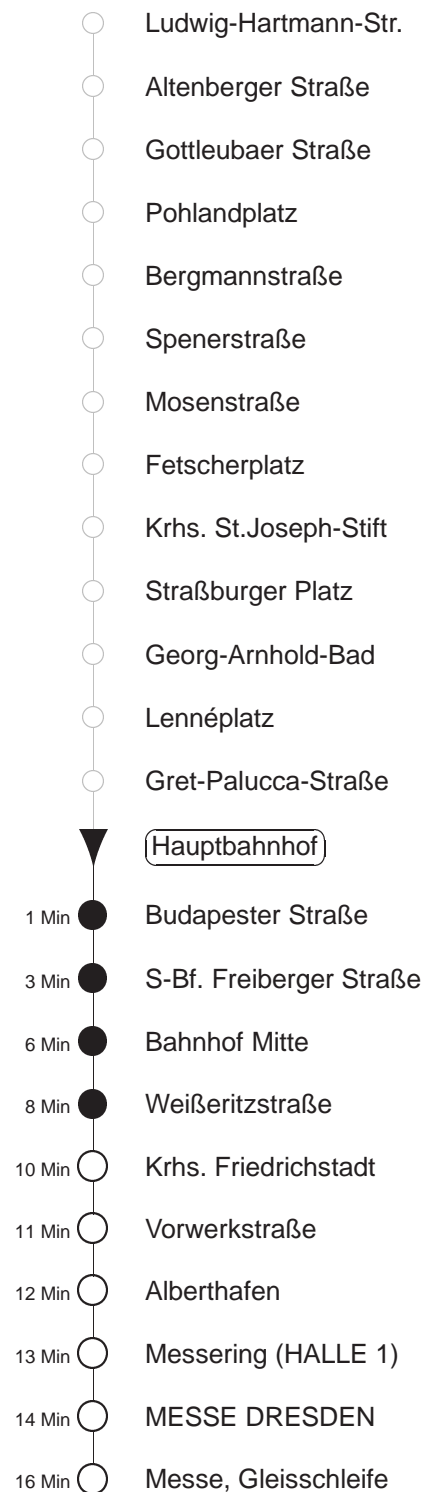 Ludwig-Hartmann-Str.
Altenberger Straße
Gottleubaer Straße
Pohlandplatz
Bergmannstraße
Spenerstraße
Mosenstraße
Fetscherplatz
Krhs. St.Joseph-Stift
Straßburger Platz
Georg-Arnhold-Bad
Lennéplatz
Gret-Palucca-Straße
Hauptbahnhof
1 Min Budapester Straße
3 Min S-Bf. Freiberger Straße
6 Min Bahnhof Mitte
8 Min Weißeritzstraße
10 Min Krhs. Friedrichstadt
11 Min Vorwerkstraße
12 Min Alberthafen
13 Min Messering (HALLE 1)
14 Min MESSE DRESDEN
16 Min Messe, Gleisschleife